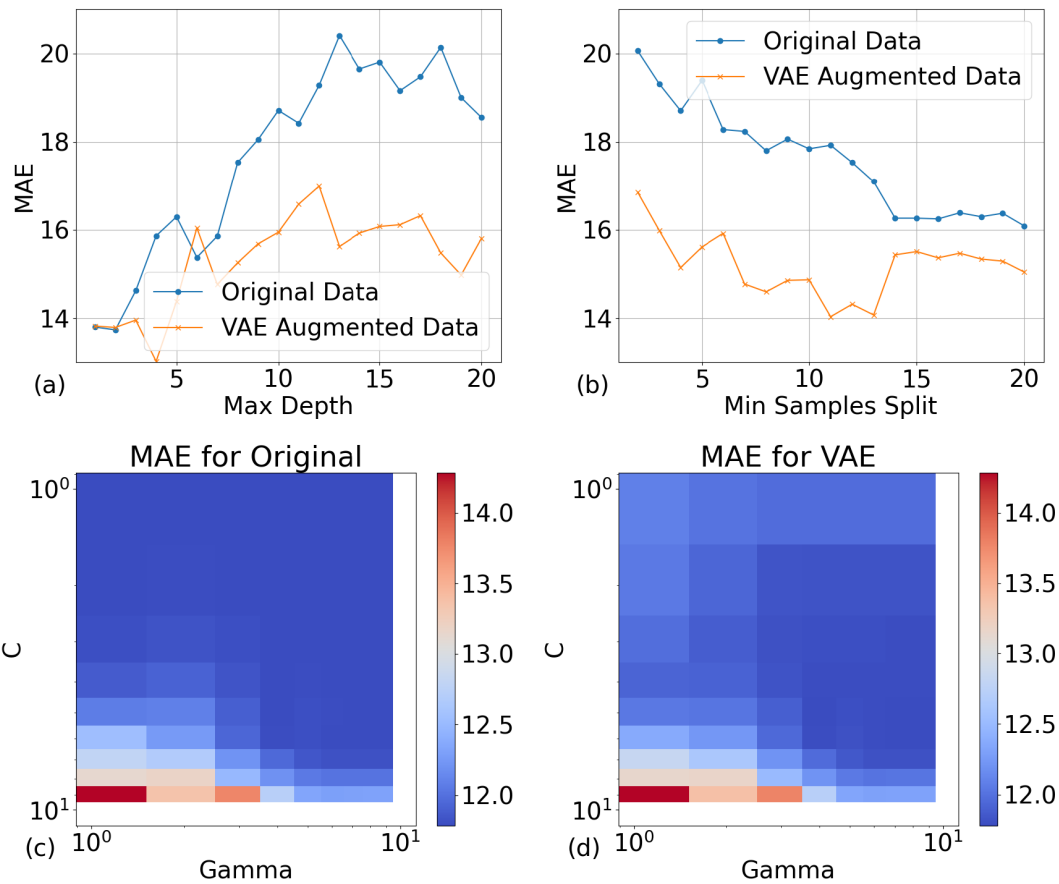 20
18
16
14
MAE
Original Data
VAE Augmented Data
5
10
15
20
(a)
Max Depth
20
18
16
14
MAE
Original Data
VAE Augmented Data
5
10
15
20
(b)
Min Samples Split
MAE for Original
10⁰
10¹
C
14.0
13.5
13.0
12.5
12.0
10⁰
10¹
(c)
Gamma
MAE for VAE
10⁰
10¹
C
14.0
13.5
13.0
12.5
12.0
10⁰
10¹
(d)
Gamma